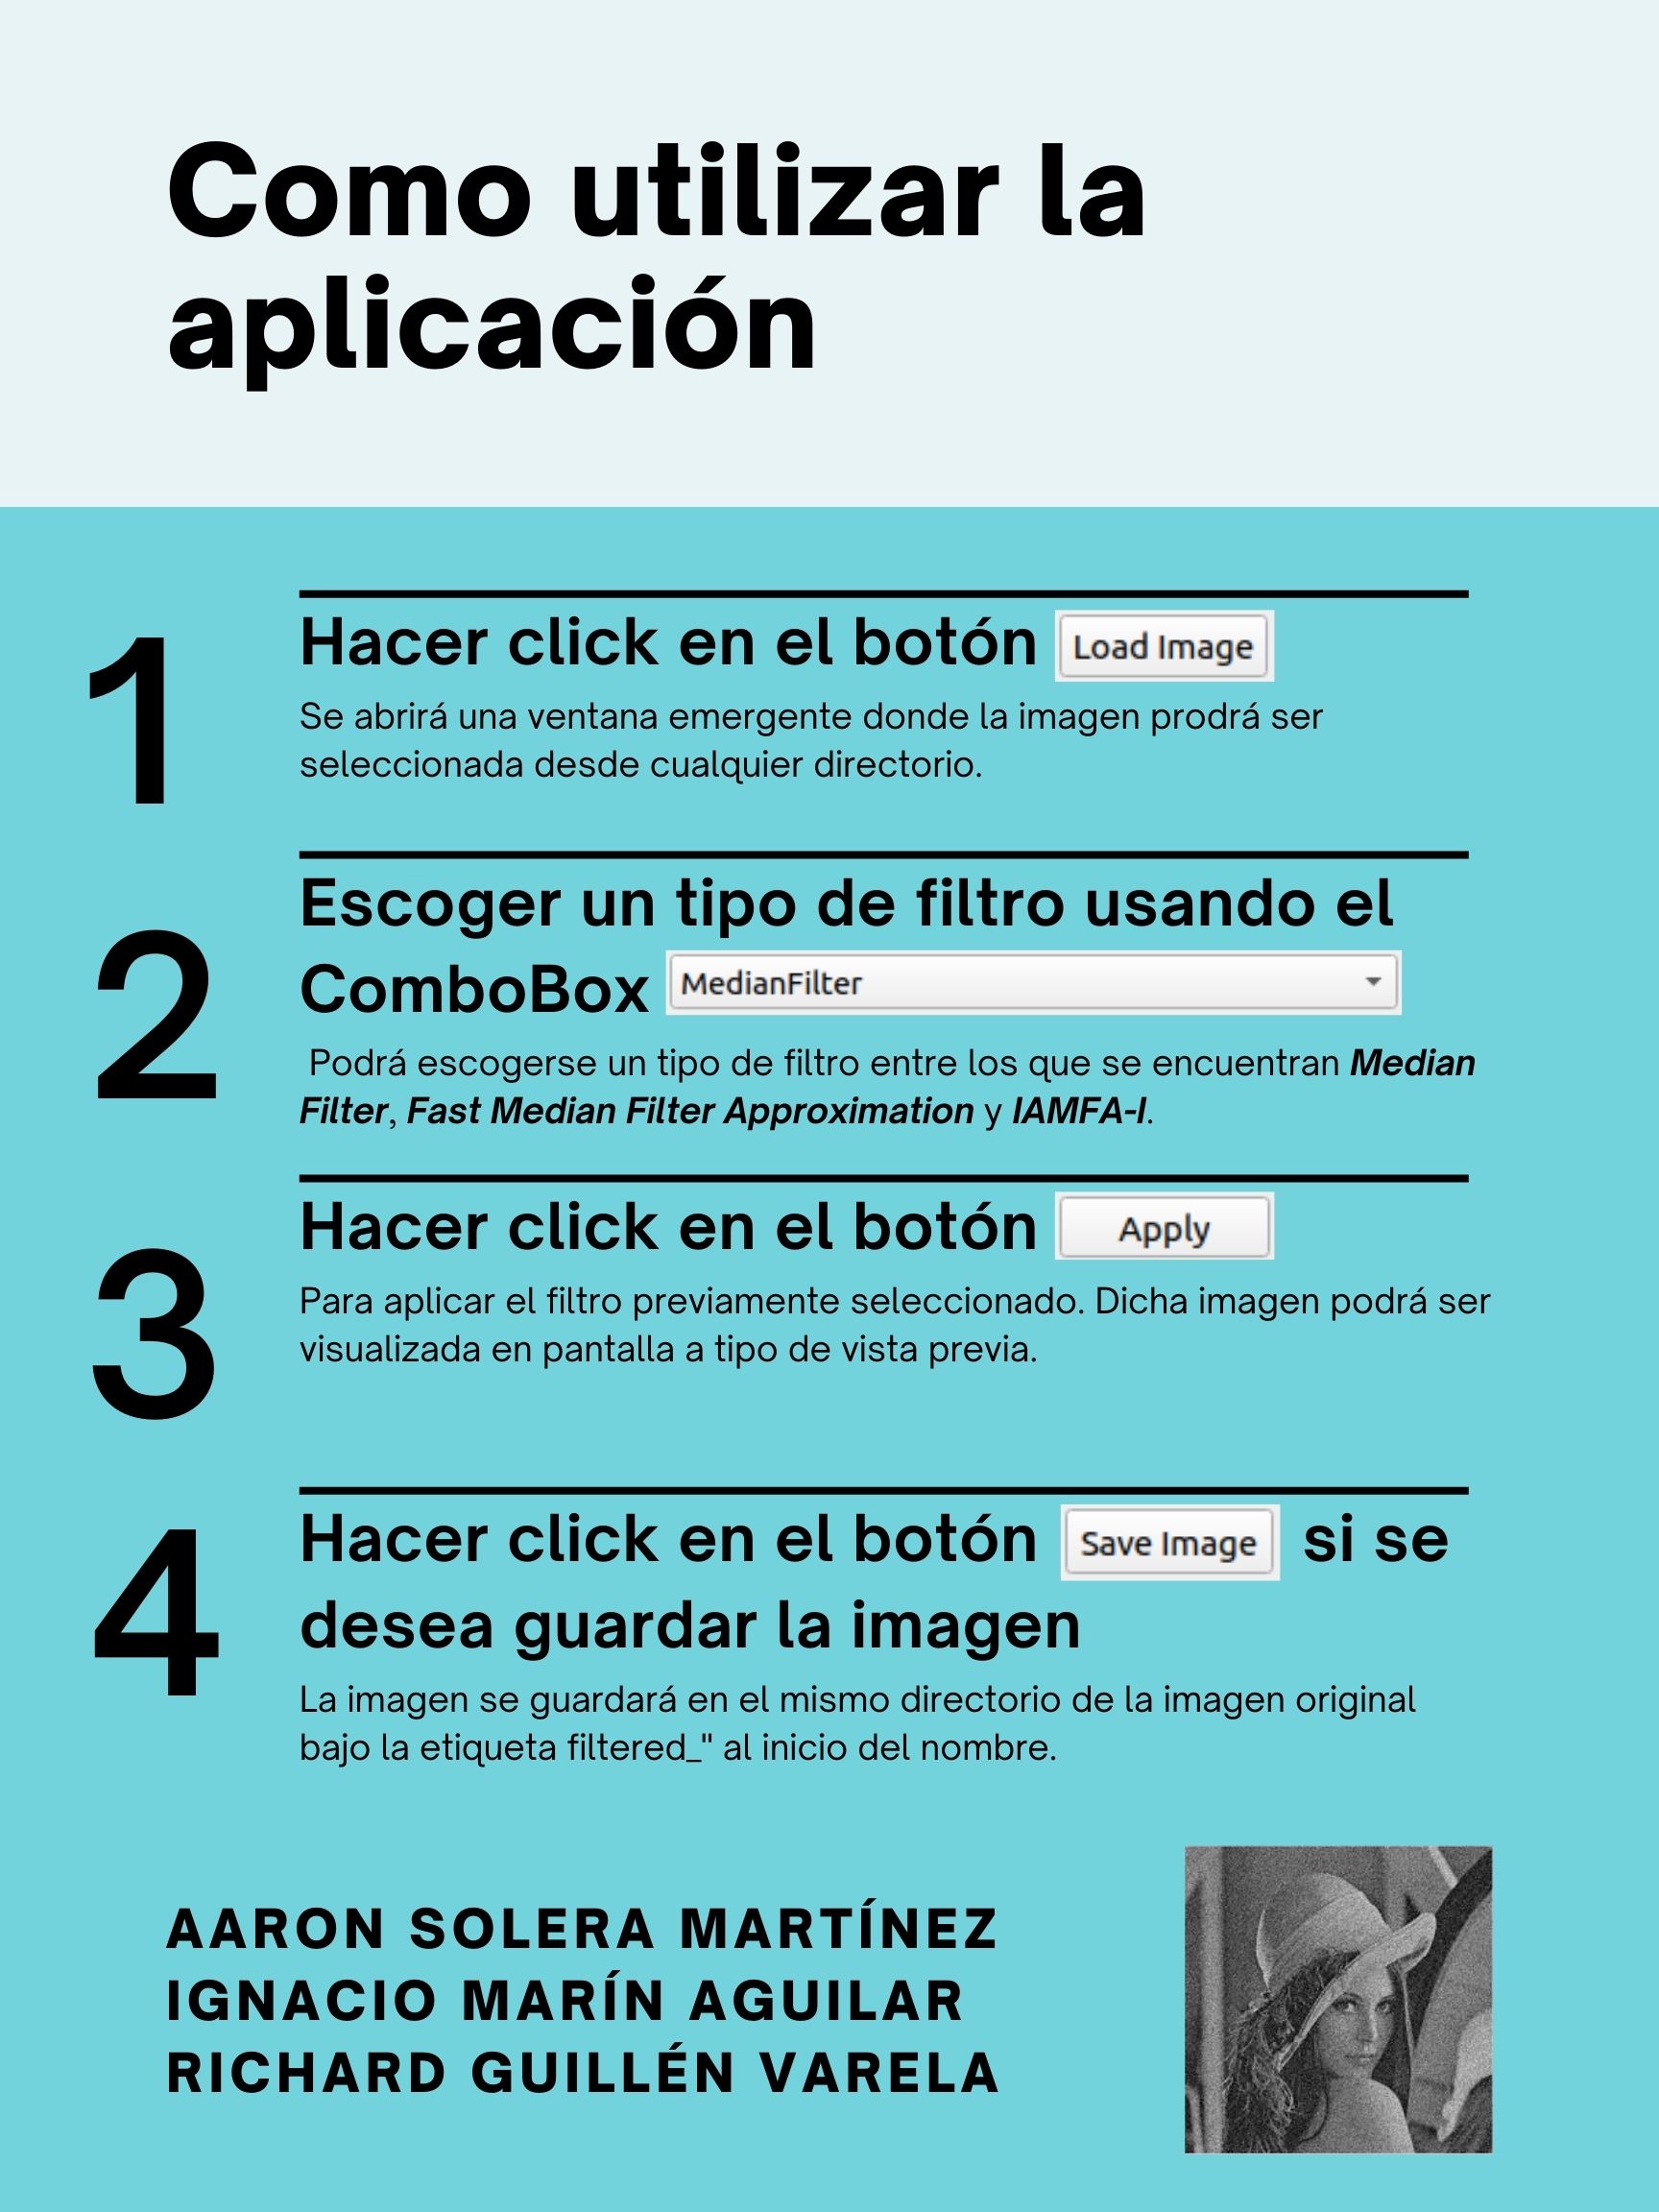 Como utilizar la
aplicación
1
Hacer click en el botón Load Image
Se abrirá una ventana emergente donde la imagen prodrá ser
seleccionada desde cualquier directorio.
2
Escoger un tipo de filtro usando el
ComboBox MedianFilter
Podrá escogerse un tipo de filtro entre los que se encuentran Median
Filter, Fast Median Filter Approximation y IAMFA-I.
3
Hacer click en el botón Apply
Para aplicar el filtro previamente seleccionado. Dicha imagen podrá ser
visualizada en pantalla a tipo de vista previa.
4
Hacer click en el botón Save Image si se
desea guardar la imagen
La imagen se guardará en el mismo directorio de la imagen original
bajo la etiqueta filtered_" al inicio del nombre.
AARON SOLERA MARTÍNEZ
IGNACIO MARÍN AGUILAR
RICHARD GUILLÉN VARELA